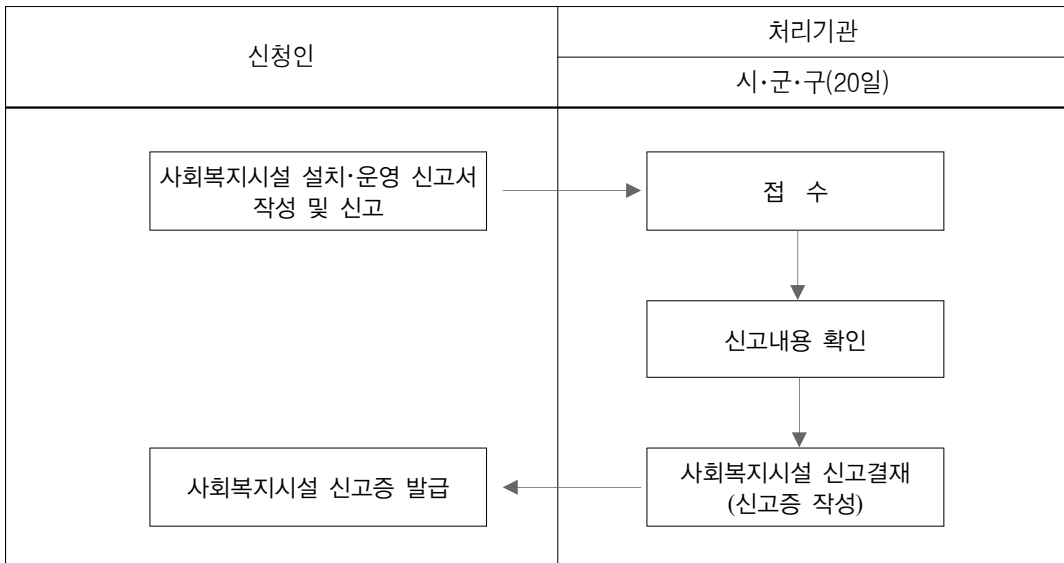 신청인
처리기관
시·군·구(20일)
사회복지시설 설치·운영 신고서
작성 및 신고
접 수
신고내용 확인
사회복지시설 신고결재
(신고증 작성)
사회복지시설 신고증 발급